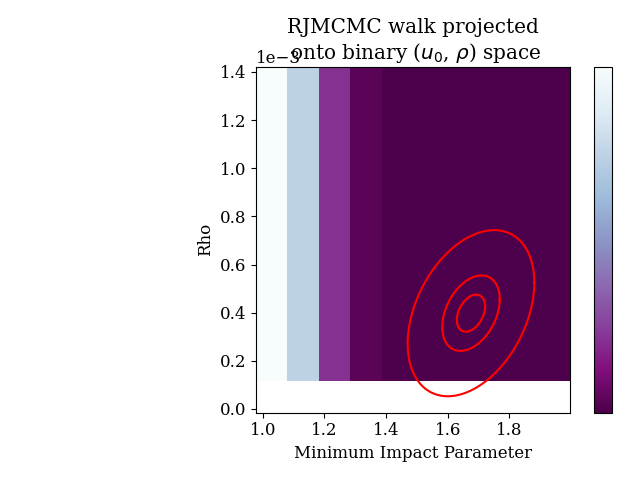 RJMCMC walk projected
onto binary (u₀, ρ) space
1e−3
1.4
1.2
1.0
0.8
0.6
0.4
0.2
0.0
Rho
1.0 1.2 1.4 1.6 1.8
Minimum Impact Parameter